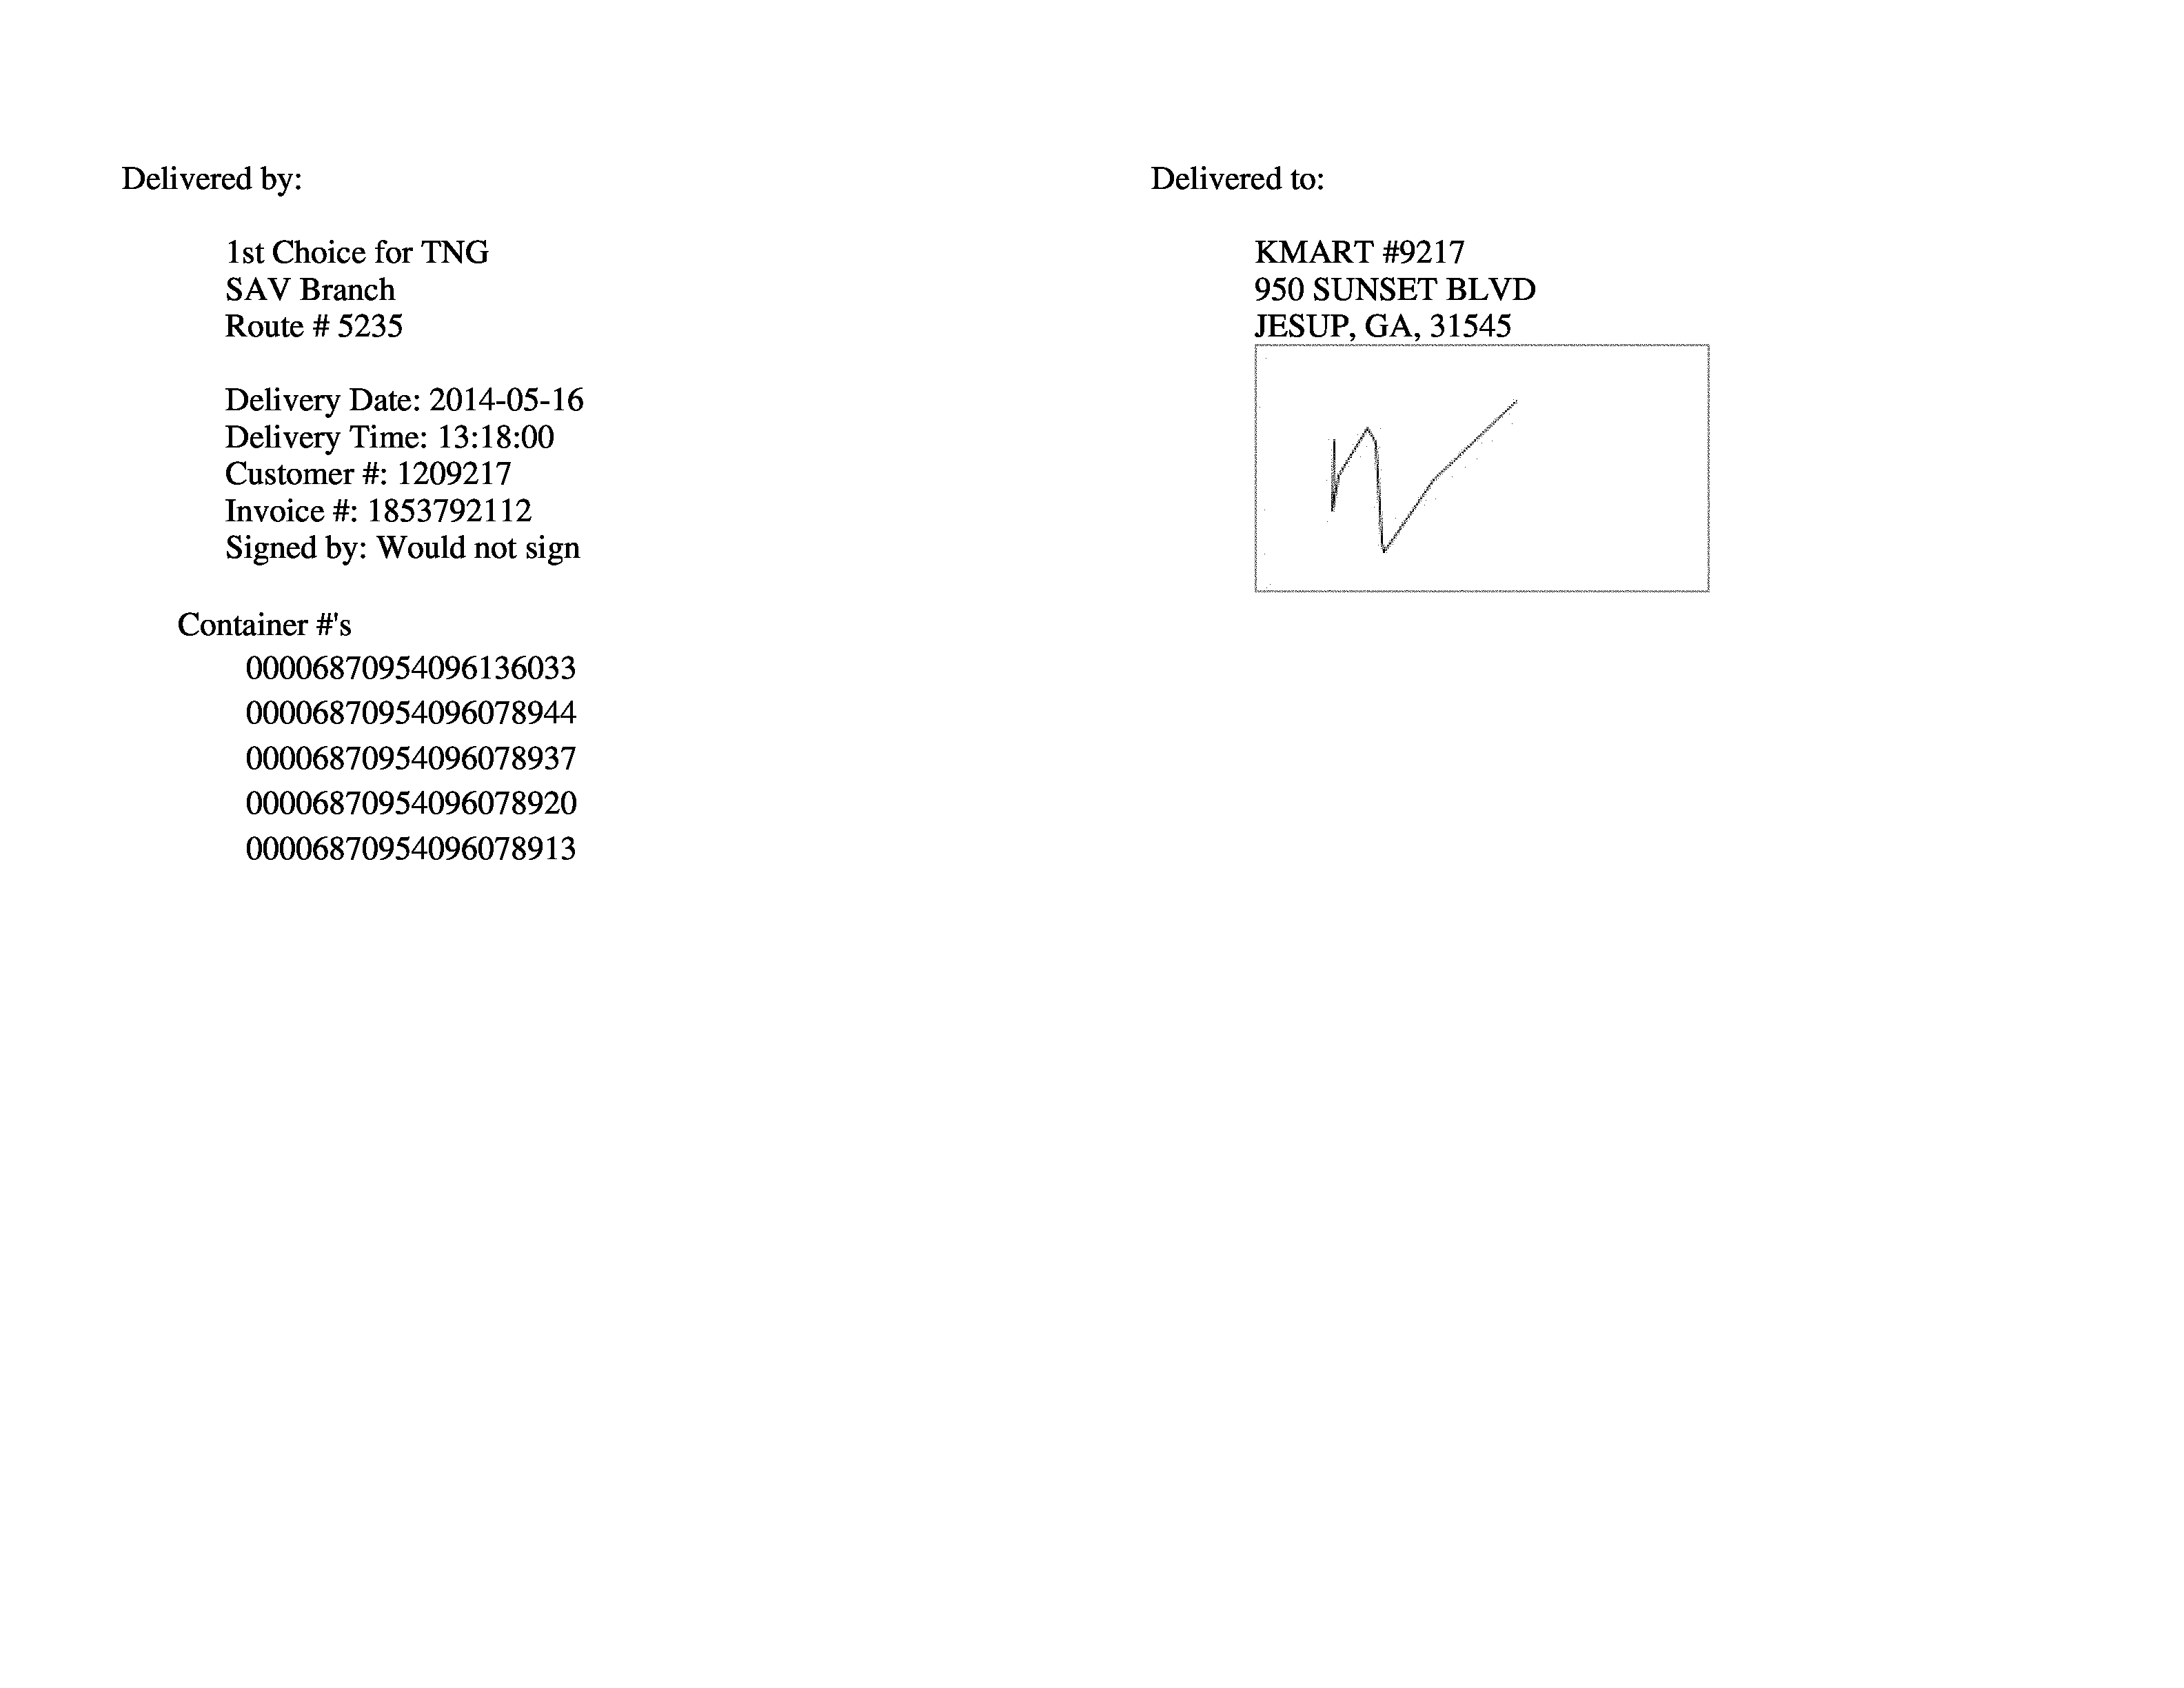 Delivered by:
1st Choice for TNG
SAV Branch
Route # 5235
Delivery Date: 2014-05-16
Delivery Time: 13:18:00
Customer #: 1209217
Invoice #: 1853792112
Signed by: Would not sign
Container #'s
00006870954096136033
00006870954096078944
00006870954096078937
00006870954096078920
00006870954096078913
Delivered to:
KMART #9217
950 SUNSET BLVD
JESUP, GA, 31545